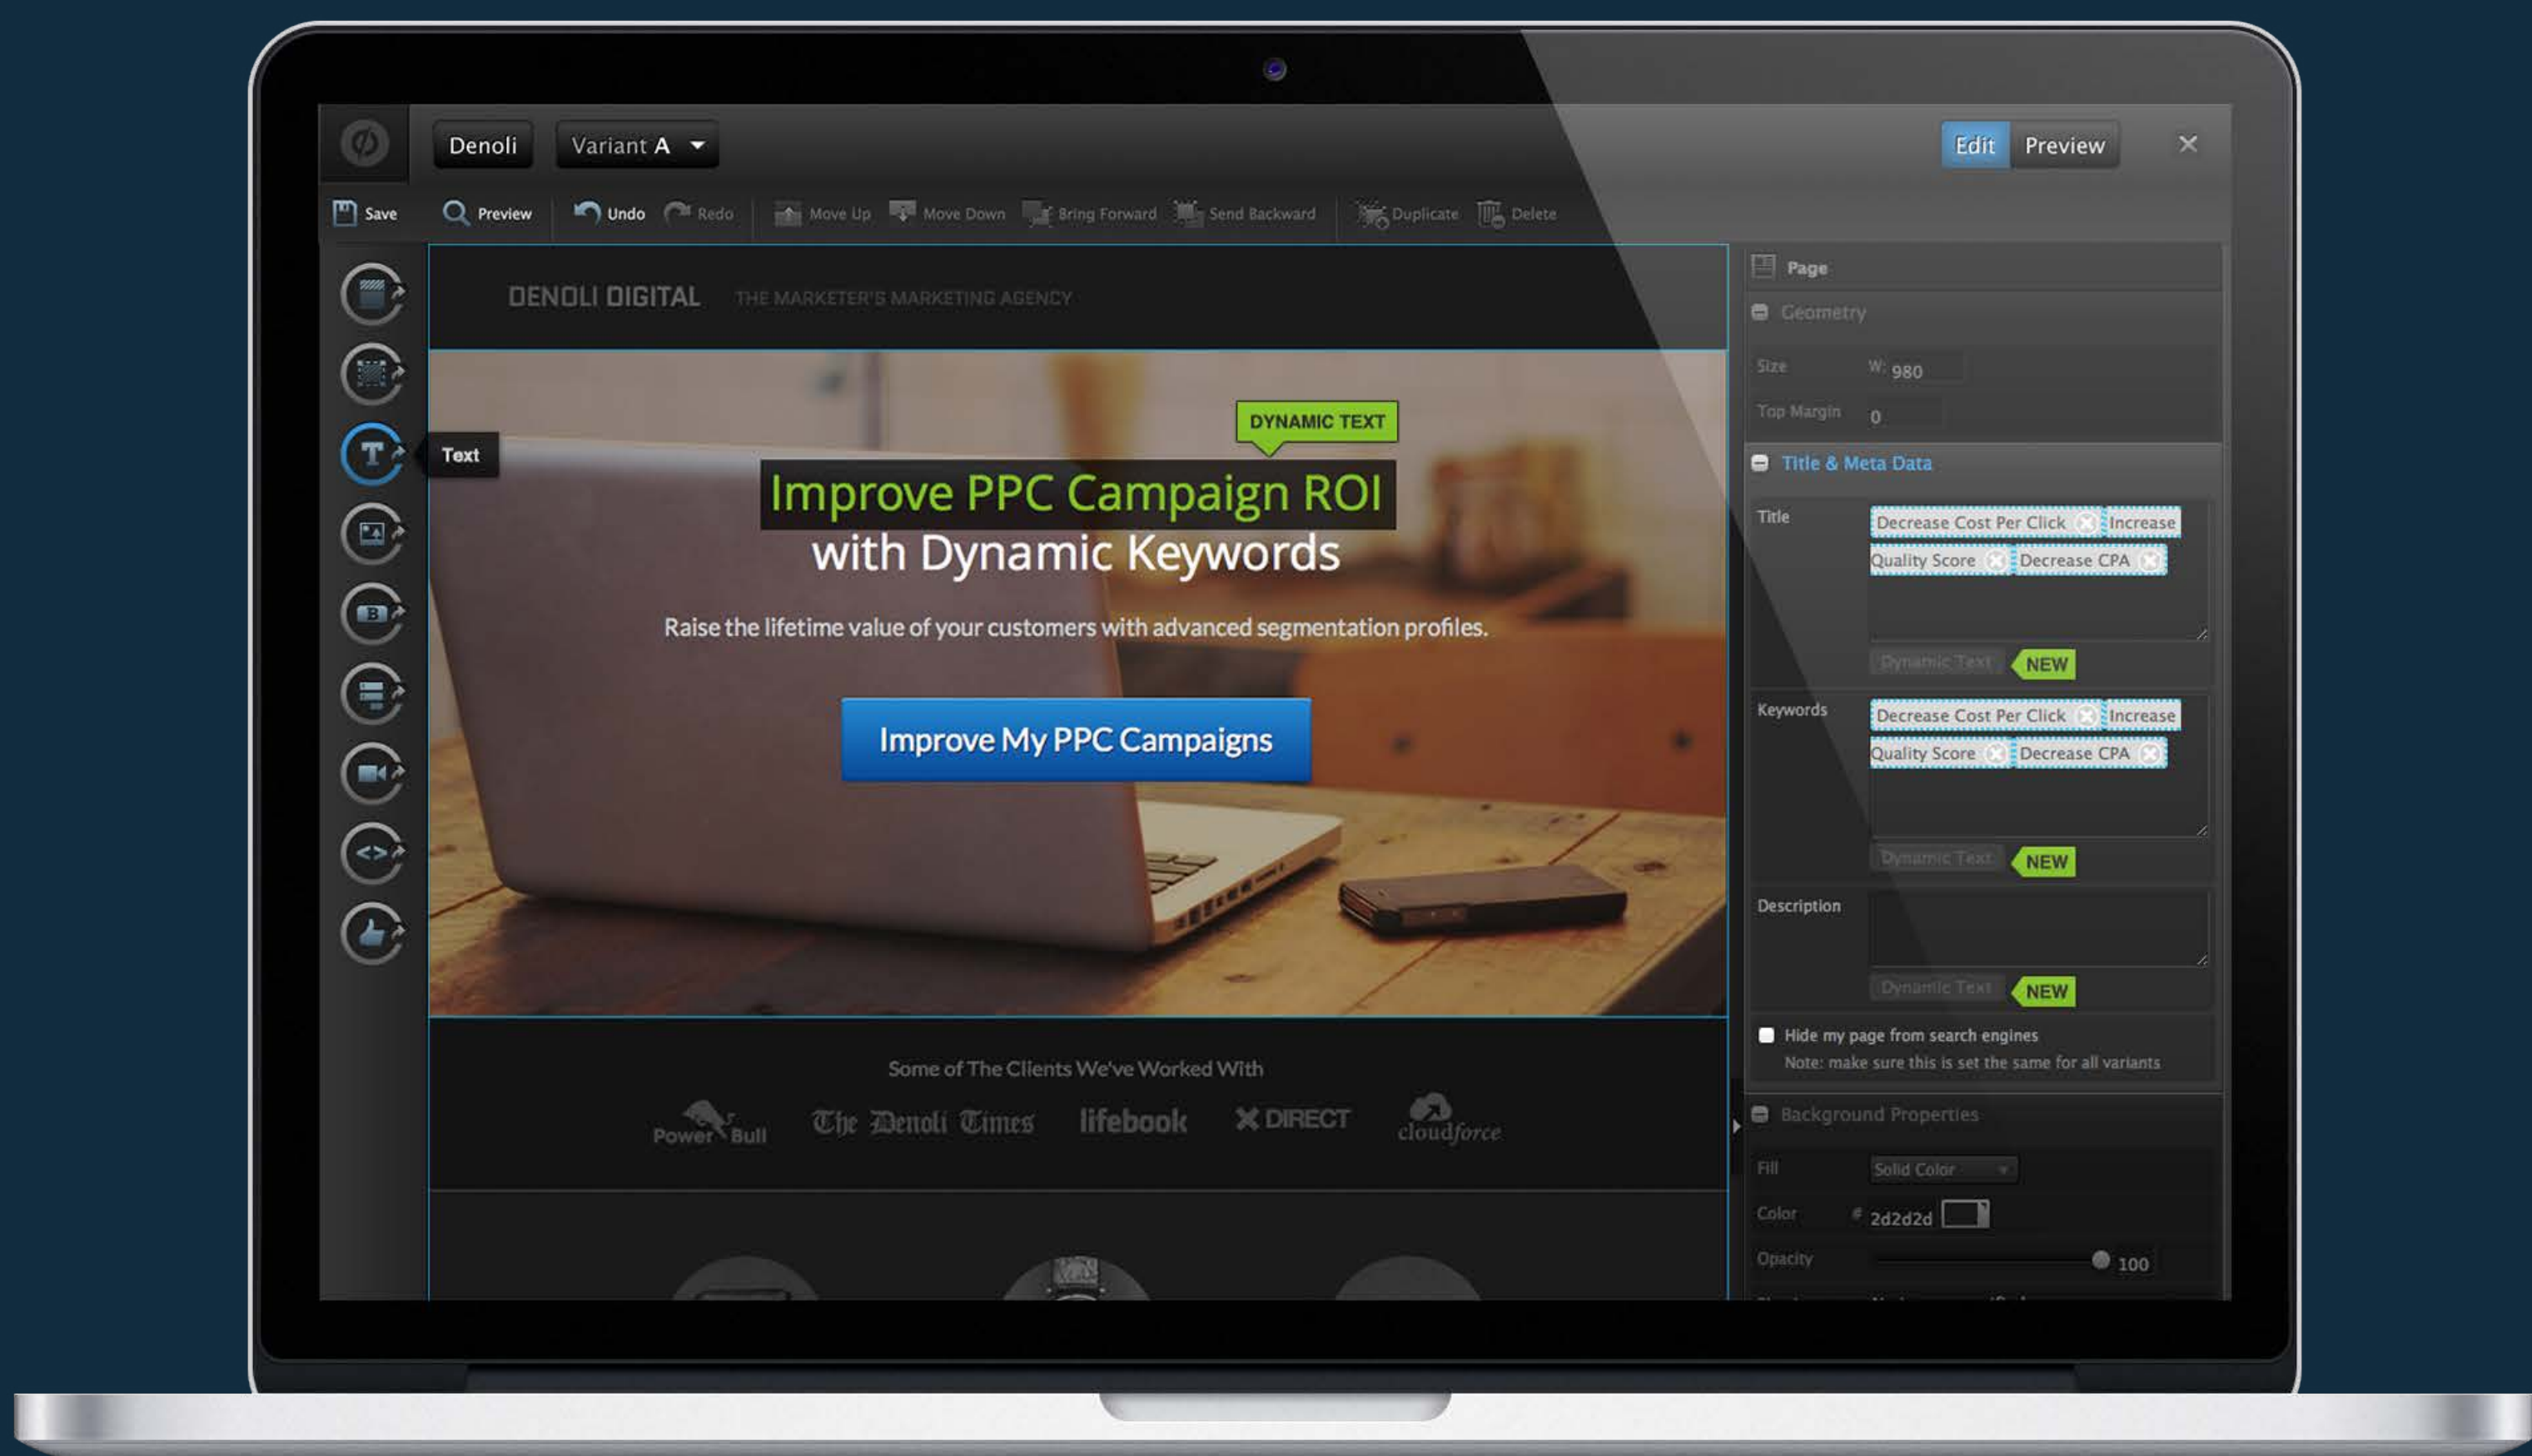 Denoli
Variant A
Edit
Preview
Save
Preview
Undo
Redo
Move Up
Move Down
Bring Forward
Send Backward
Duplicate
Delete
DENOLI DIGITAL THE MARKETER'S MARKETING AGENCY
T
Text
B
<>
DYNAMIC TEXT
Improve PPC Campaign ROI
with Dynamic Keywords
Raise the lifetime value of your customers with advanced segmentation profiles.
Improve My PPC Campaigns
Some of The Clients We've Worked With
Power Bull
The Denoli Times
lifebook
X DIRECT
cloudforce
Page
Geometry
Size W: 980
Top Margin 0
Title & Meta Data
Title
Decrease Cost Per Click Increase
Quality Score Decrease CPA
Dynamic Text NEW
Keywords
Decrease Cost Per Click Increase
Quality Score Decrease CPA
Dynamic Text NEW
Description
Dynamic Text NEW
Hide my page from search engines
Note: make sure this is set the same for all variants
Background Properties
Fill Solid Color
Color # 2d2d2d
Opacity 100